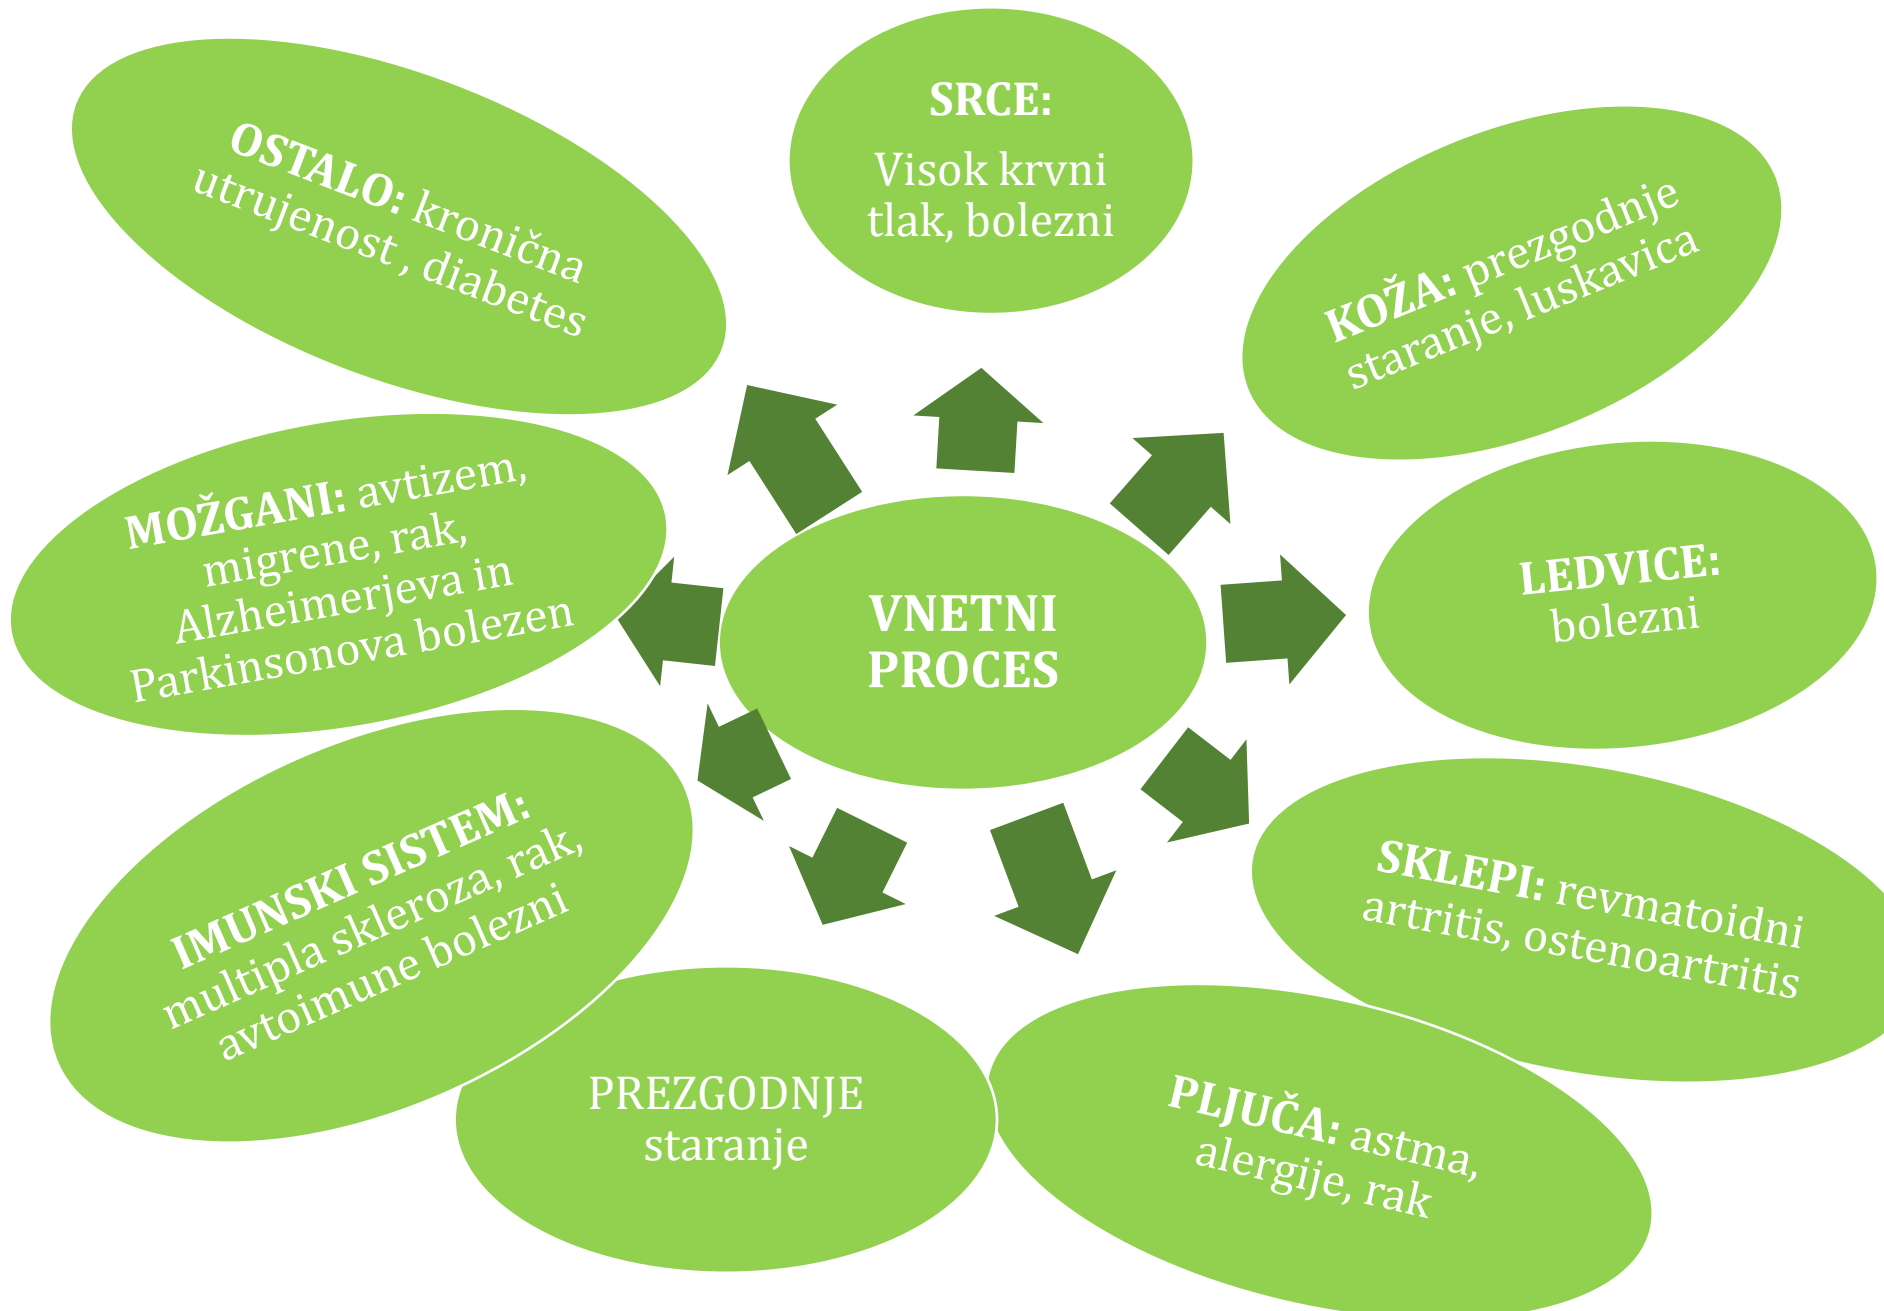 SRCE:
Visok krvni
tlak, bolezni
KOŽA: prezgodnje
staranje, luskavica
LEDVICE:
bolezni
SKLEPI: revmatoidni
artritis, ostenoartritis
PLJUČA: astma,
alergije, rak
PREZGODNJE
staranje
IMUNSKI SISTEM:
multipla skleroza, rak,
avtoimune bolezni
MOŽGANI: avtizem,
migrene, rak,
Alzheimerjeva in
Parkinsonova bolezen
OSTALO: kronična
utrujenost , diabetes
VNETNI
PROCES